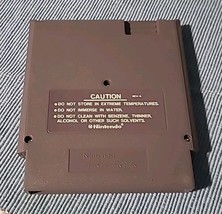 CAUTION
● DO NOT STORE IN EXTREME TEMPERATURES.
● DO NOT IMMERSE IN WATER.
● DO NOT CLEAN WITH BENZENE, THINNER,
ALCOHOL OR OTHER SUCH SOLVENTS.
Nintendo®